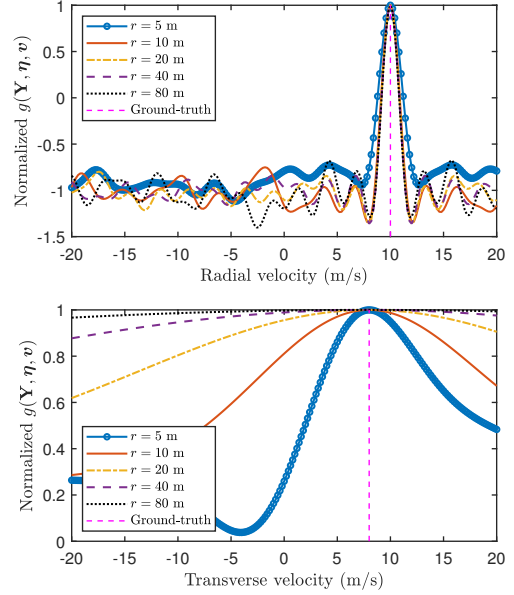 1
0.5
0
-0.5
-1
-1.5
Normalized g(Y, η, v)
r = 5 m
r = 10 m
r = 20 m
r = 40 m
r = 80 m
Ground-truth
-20 -15 -10 -5 0 5 10 15 20
Radial velocity (m/s)
1
0.8
0.6
0.4
0.2
0
Normalized g(Y, η, v)
r = 5 m
r = 10 m
r = 20 m
r = 40 m
r = 80 m
Ground-truth
-20 -15 -10 -5 0 5 10 15 20
Transverse velocity (m/s)